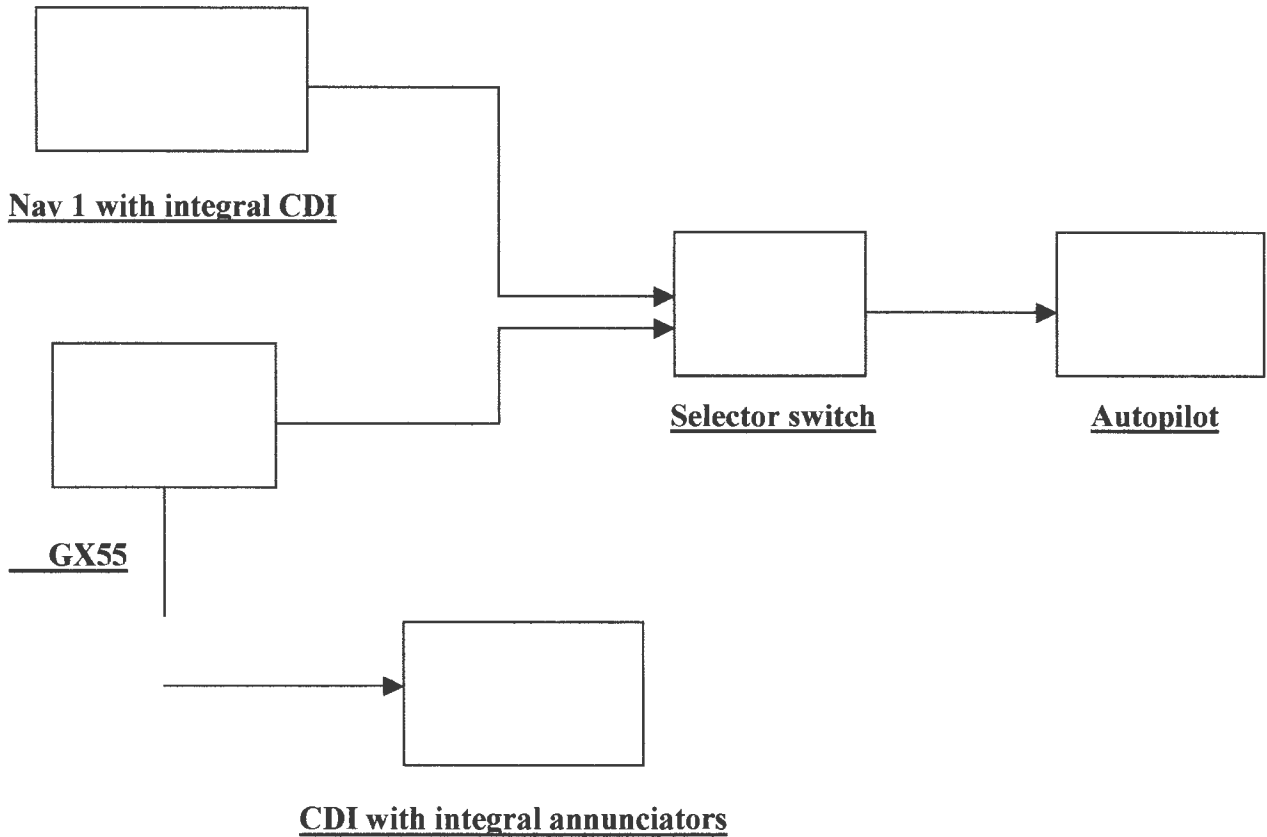 Nav 1 with integral CDI
Selector switch
Autopilot
GX55
CDI with integral annunciators